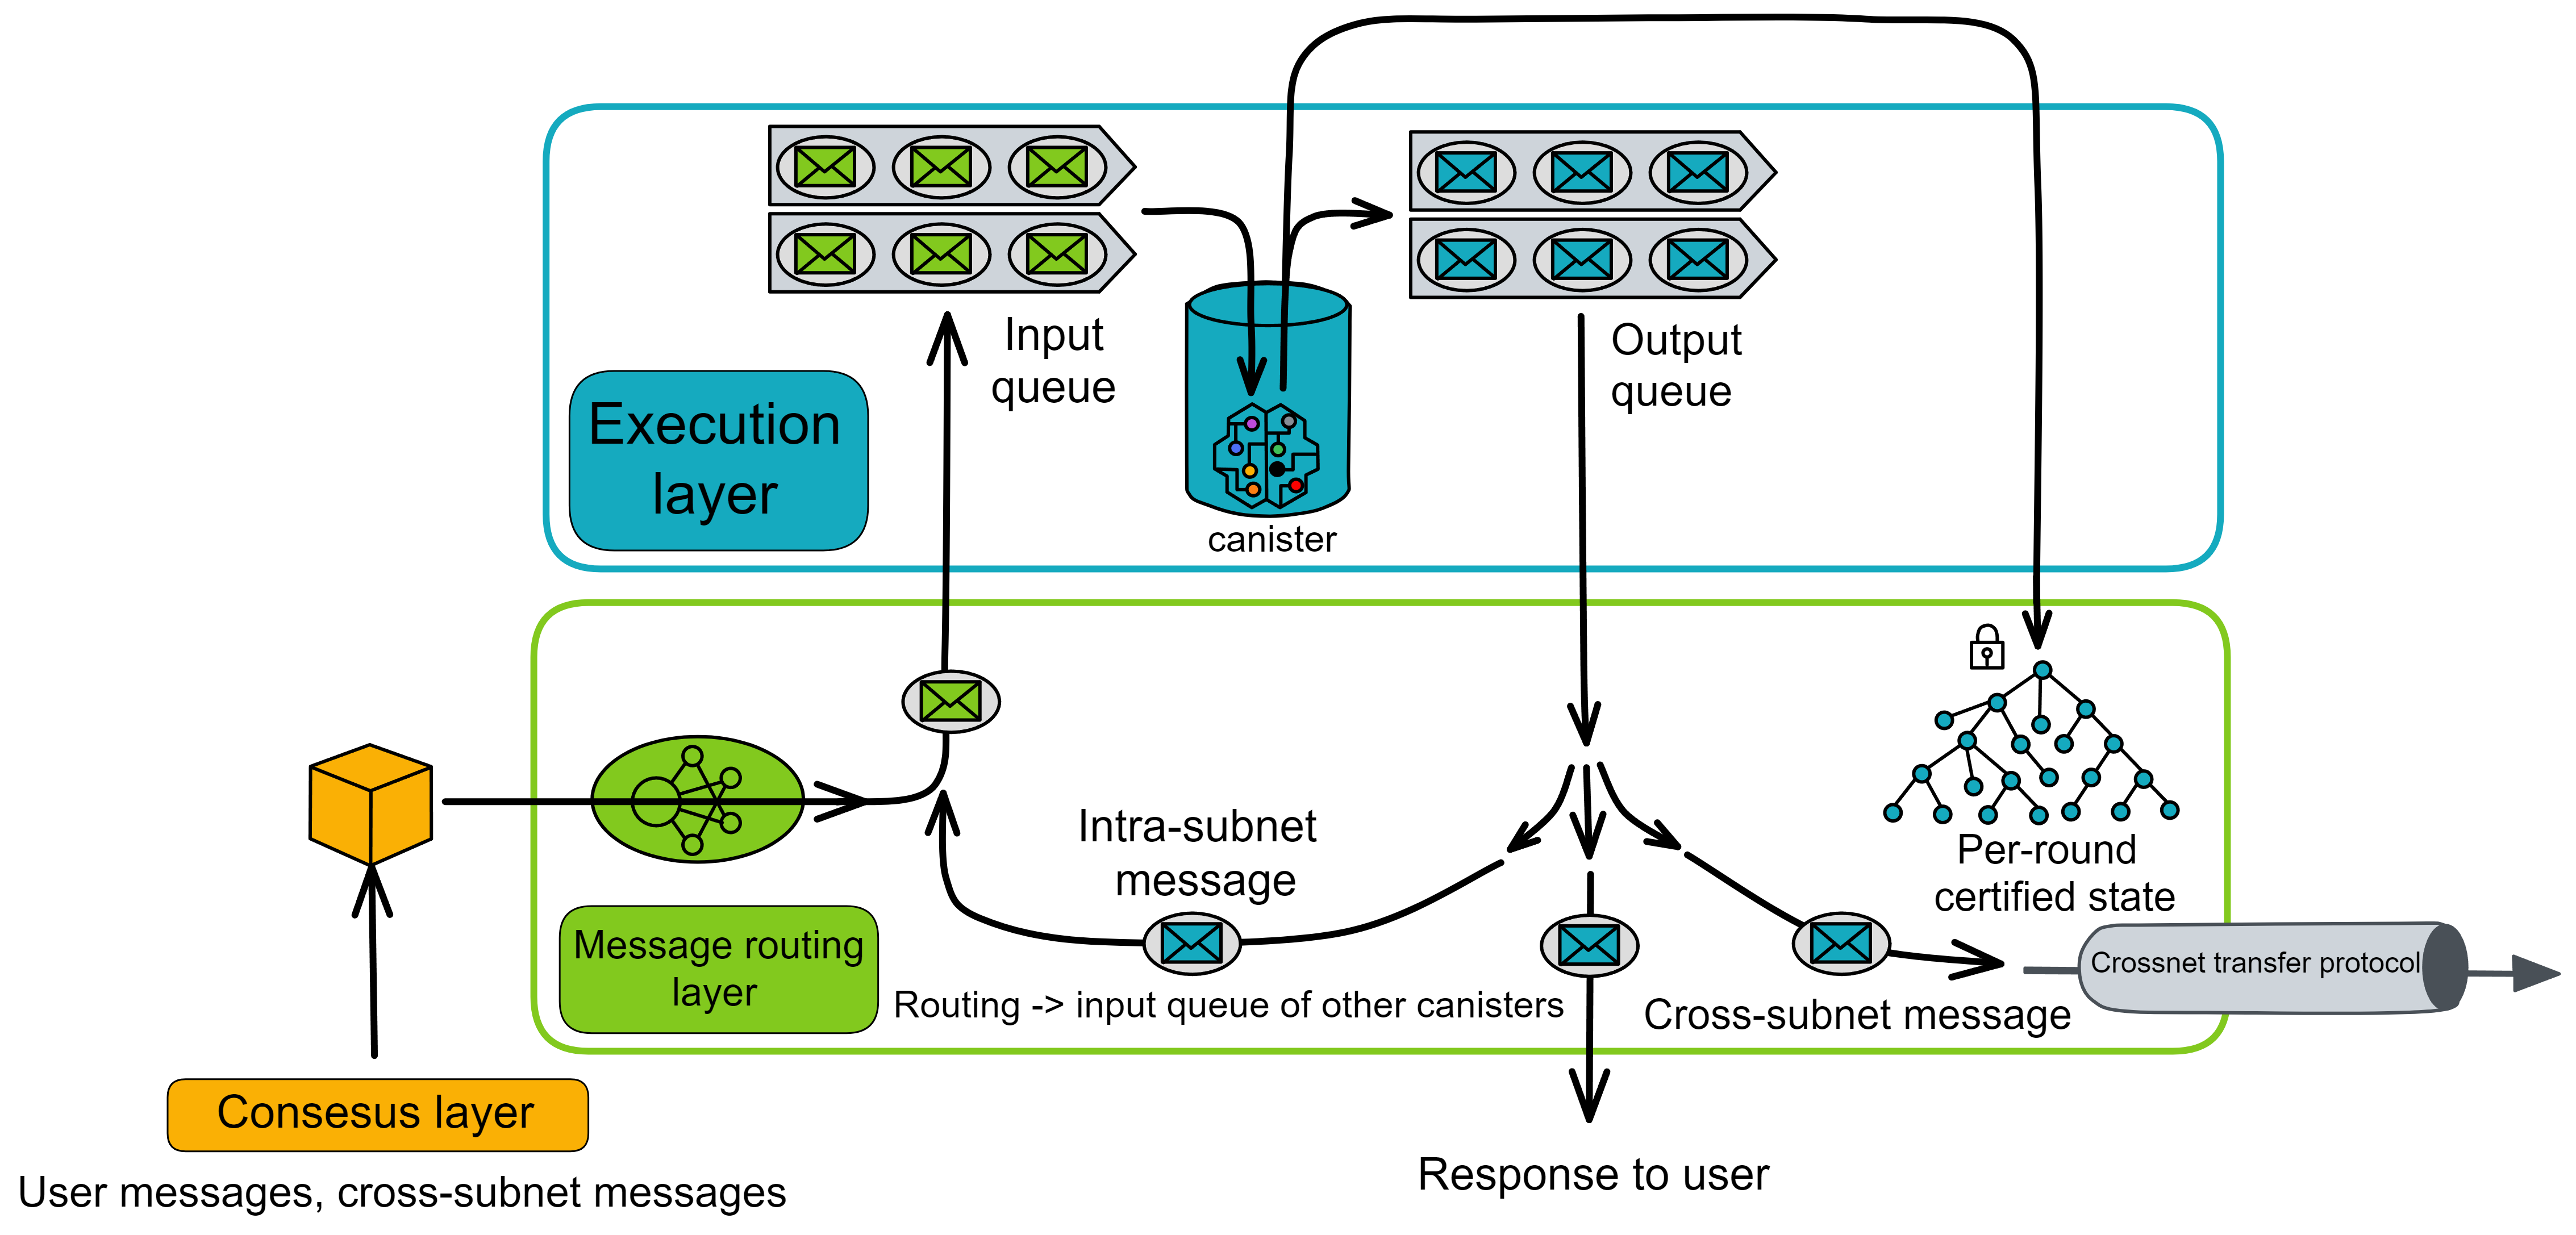 Input
queue
Output
queue
Execution
layer
canister
Intra-subnet
message
Per-round
certified state
Message routing
layer
Crossnet transfer protocol
Routing -> input queue of other canisters
Cross-subnet message
Consesus layer
Response to user
User messages, cross-subnet messages